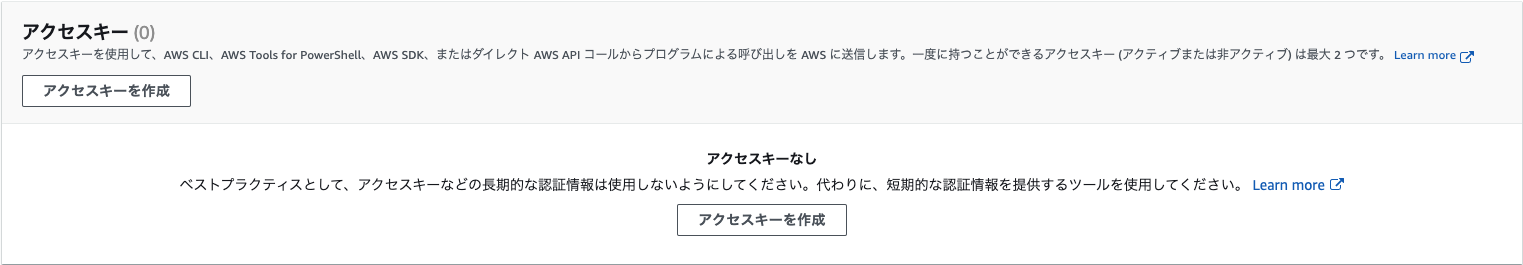 アクセスキー (0)
アクセスキーを使用して、AWS CLI、AWS Tools for PowerShell、AWS SDK、またはダイレクト AWS API コールからプログラムによる呼び出しを AWS に送信します。一度に持つことができるアクセスキー (アクティブまたは非アクティブ) は最大 2 つです。 Learn more
アクセスキーを作成
アクセスキーなし
ベストプラクティスとして、アクセスキーなどの長期的な認証情報は使用しないようにしてください。代わりに、短期的な認証情報を提供するツールを使用してください。 Learn more
アクセスキーを作成